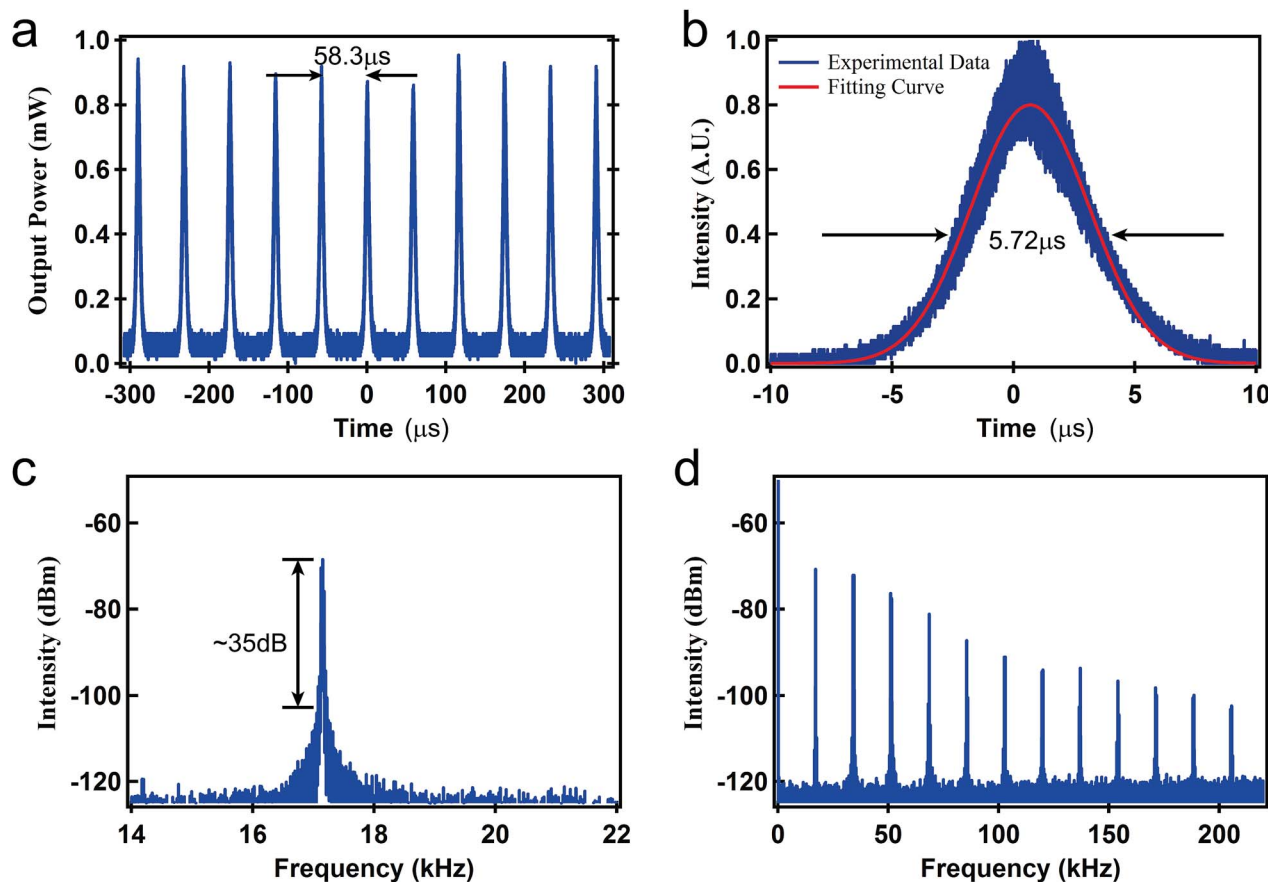 a
1.0
0.8
0.6
0.4
0.2
0.0
Output Power (mW)
58.3μs
-300 -200 -100 0 100 200 300
Time (μs)
b
1.0
0.8
0.6
0.4
0.2
0.0
Intensity (A.U.)
Experimental Data
Fitting Curve
5.72μs
-10 -5 0 5 10
Time (μs)
c
-60
-80
-100
-120
Intensity (dBm)
~35dB
14 16 18 20 22
Frequency (kHz)
d
-60
-80
-100
-120
Intensity (dBm)
0 50 100 150 200
Frequency (kHz)